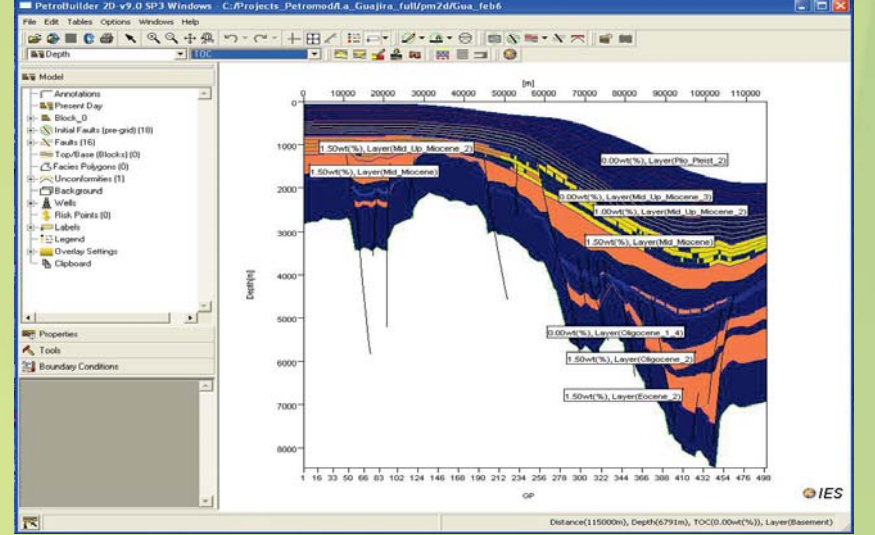 PetroBuilder 2D-v9.0 SP3 Windows - C:/Projects_Petromod/La_Guajira_full/pm2d/Gua_feb6
File Edit Tables Options Windows Help
Depth TOC
Model
Annotations
Present Day
Block_0
Initial Faults (pre-grid) (18)
Faults (16)
Top/Base (Blocks) (0)
Facies Polygons (0)
Unconformities (1)
Background
Wells
Risk Points (0)
Labels
Legend
Overlay Settings
Clipboard
Properties
Tools
Boundary Conditions
[m]
0 10000 20000 30000 40000 50000 60000 70000 80000 90000 100000 110000
Depth[m]
0
1000
2000
3000
4000
5000
6000
7000
8000
1.50wt(%), Layer(Mid_Up_Miocene_2)
0.00wt(%), Layer(Plio_Pleist_2)
1.50wt(%), Layer(Mid_Miocene)
0.00wt(%), Layer(Mid_Up_Miocene_3)
1.00wt(%), Layer(Mid_Up_Miocene_2)
1.50wt(%), Layer(Mid_Miocene)
0.00wt(%), Layer(Oligocene_1_4)
1.50wt(%), Layer(Oligocene_2)
1.50wt(%), Layer(Eocene_2)
1 16 33 50 66 83 102 124 146 168 190 212 234 256 278 300 322 344 366 388 410 432 454 476 498
GP
IES
Distance(115000m), Depth(6791m), TOC(0.00wt(%)), Layer(Basement)